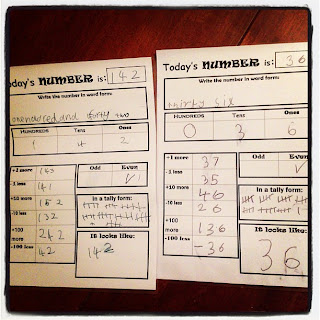 Today's NUMBER is: 142
Write the number in word form:
onehundred and forty two
HUNDREDS Tens Ones
1 4 2
+1 more 143
-1 less 141
+10 more 152
-10 less 132
+100 more 242
-100 less 42
Odd Even
✓
In a tally form:
It looks like:
142
Today's NUMBER is: 36
Write the number in word form:
six
HUNDREDS Tens Ones
0 3 6
+1 more 37
-1 less 35
+10 more 46
-10 less 26
+100 more 136
-100 less -36
Odd Even
✓
In a tally form:
It looks like:
36